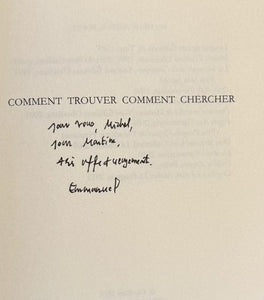 COMMENT TROUVER COMMENT CHERCHER
pour vous, Michel,
pour Martine,
très affectueusement.
Emmanuel